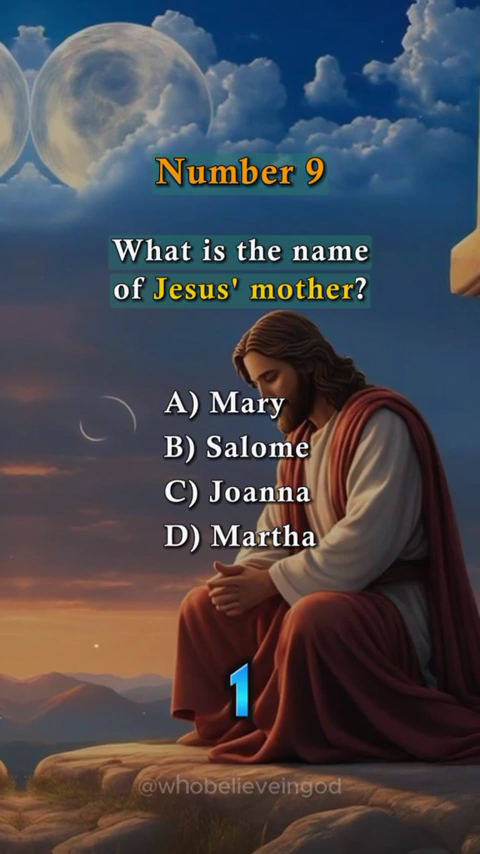 Number 9
What is the name
of Jesus' mother?
A) Mary
B) Salome
C) Joanna
D) Martha
1
@whobelieveingod